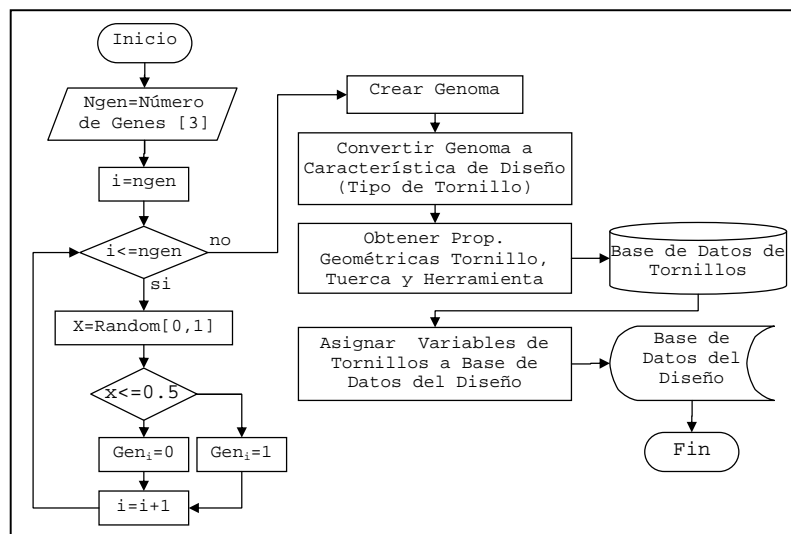 Inicio
Ngen=Número
de Genes [3]
i=ngen
i<=ngen
no
si
X=Random[0,1]
x<=0.5
Genᵢ=0
Genᵢ=1
i=i+1
Crear Genoma
Convertir Genoma a
Característica de Diseño
(Tipo de Tornillo)
Obtener Prop.
Geométricas Tornillo,
Tuerca y Herramienta
Base de Datos de
Tornillos
Asignar Variables de
Tornillos a Base de
Datos del Diseño
Base de
Datos del
Diseño
Fin